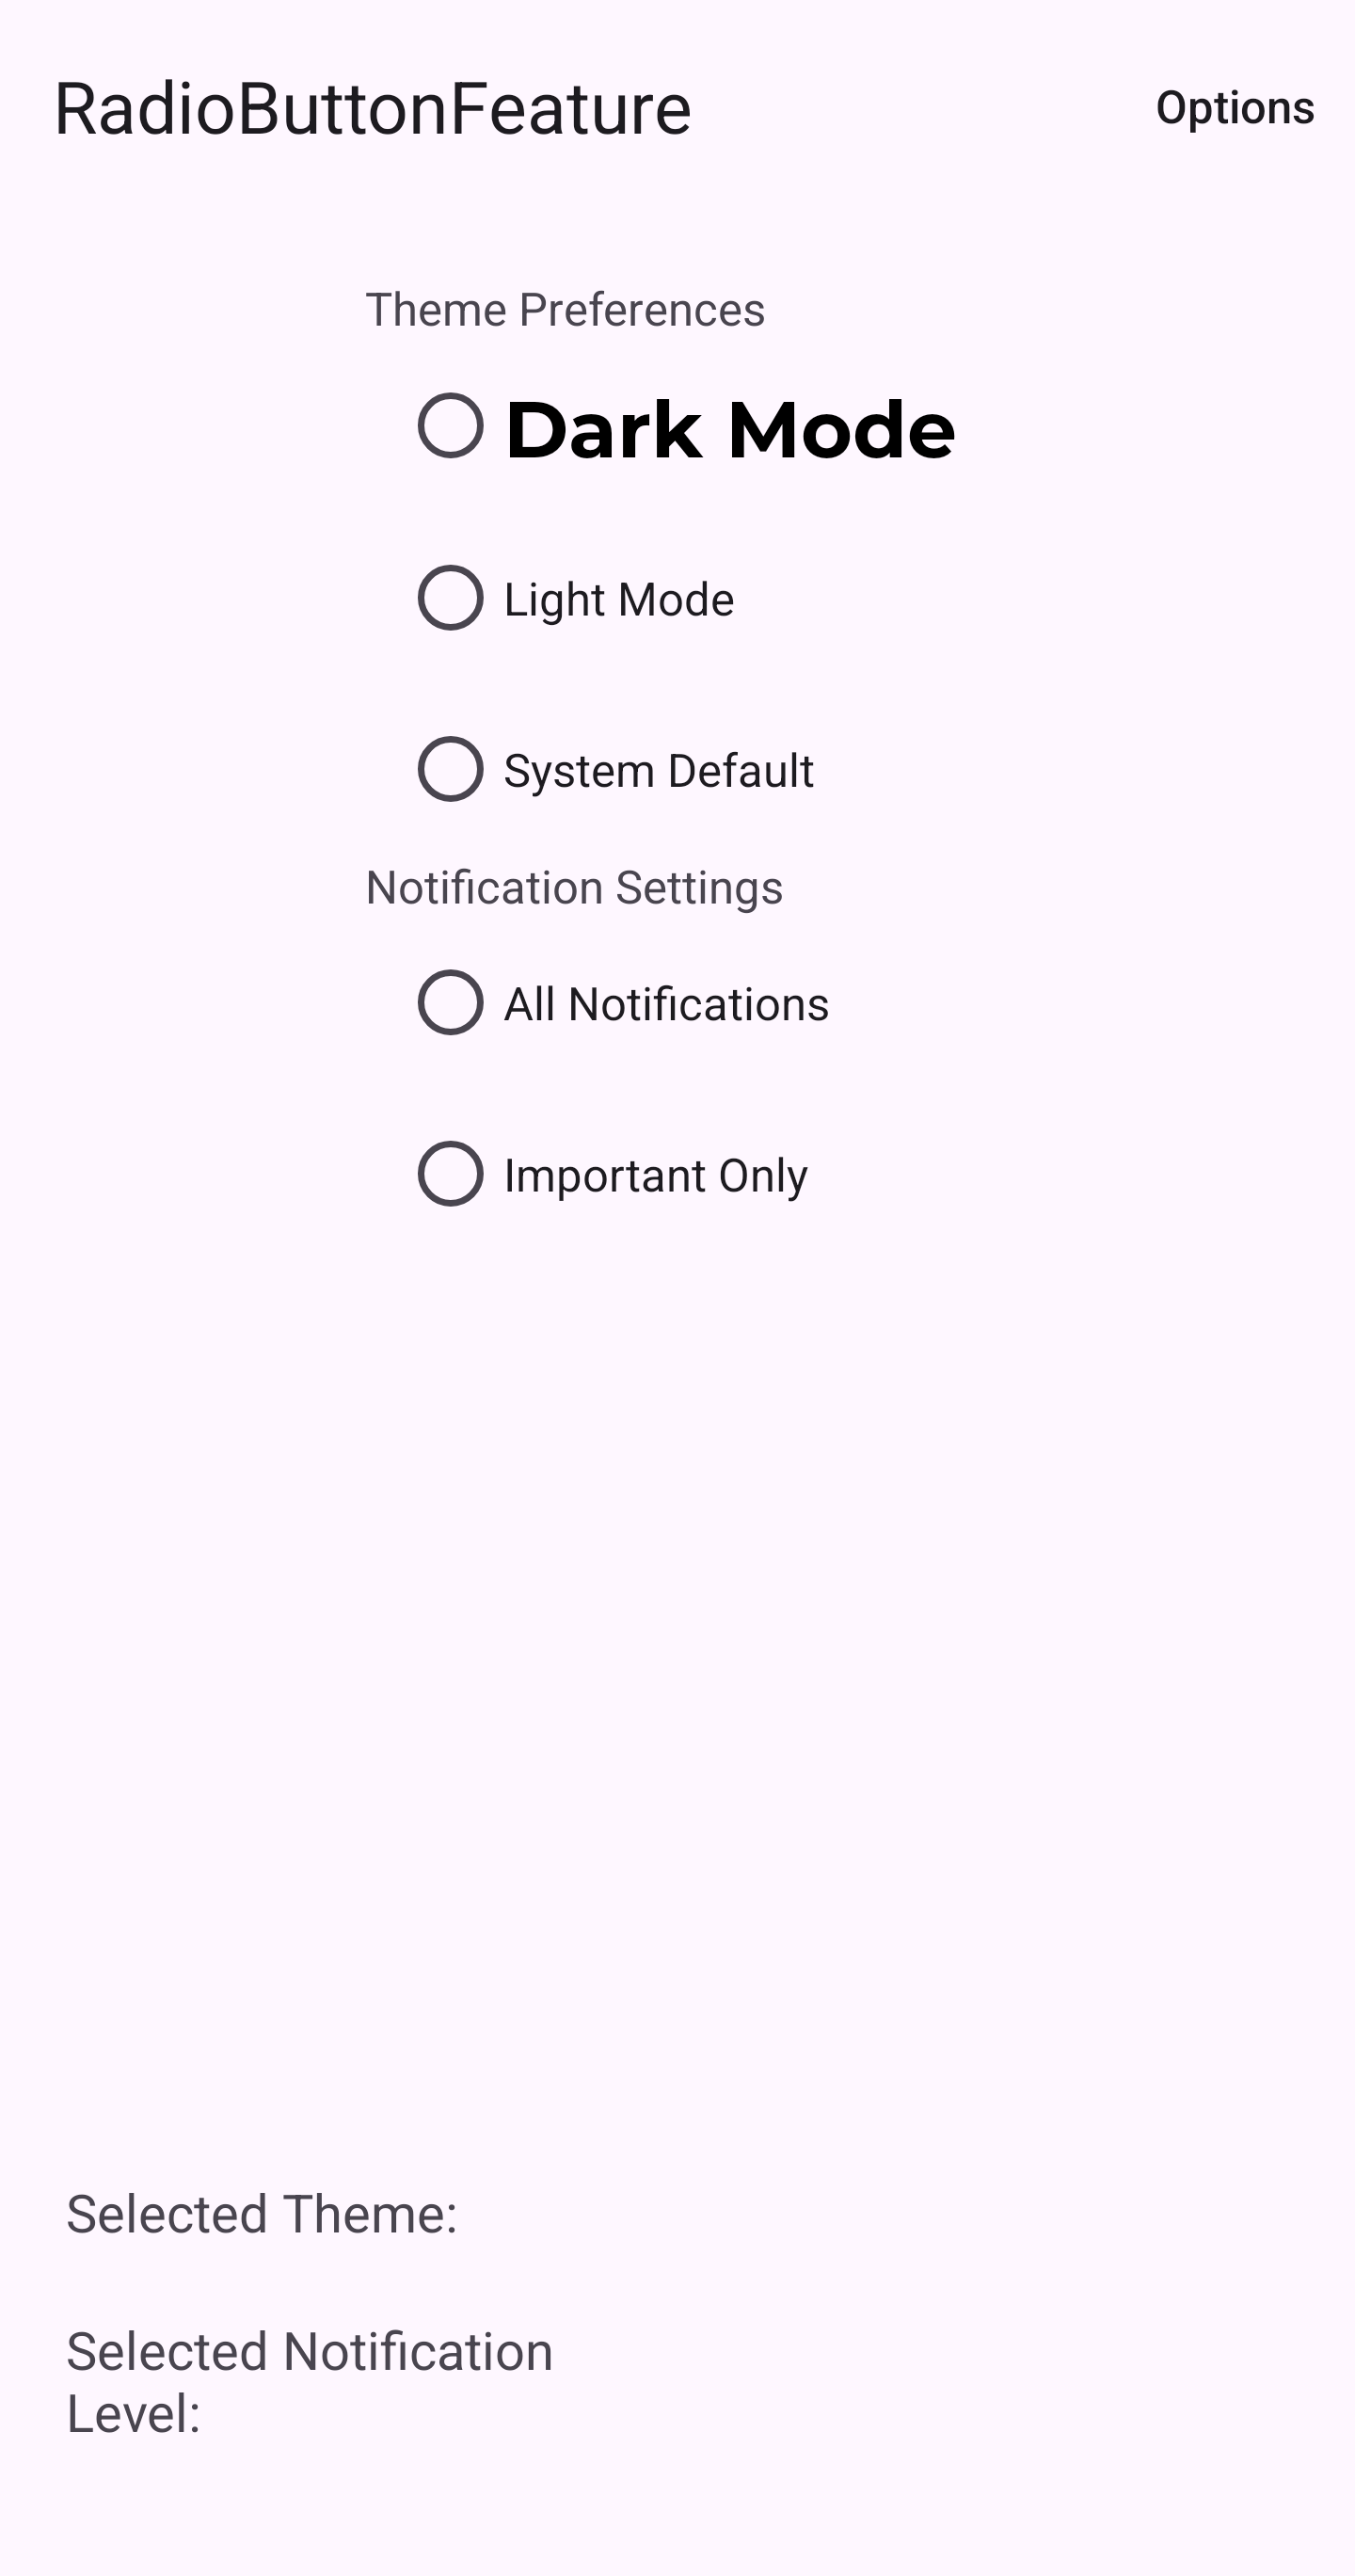 RadioButtonFeature
Options
Theme Preferences
Dark Mode
Light Mode
System Default
Notification Settings
All Notifications
Important Only
Selected Theme:
Selected Notification
Level: